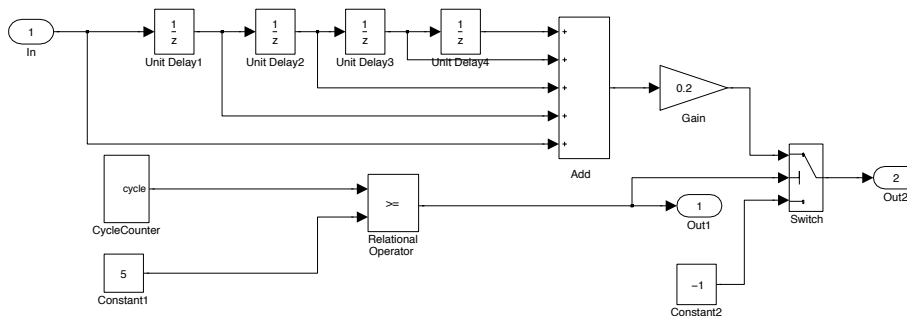 1
In
1
z
Unit Delay1
1
z
Unit Delay2
1
z
Unit Delay3
1
z
Unit Delay4
+
+
+
+
+
Add
0.2
Gain
cycle
CycleCounter
5
Constant1
>=
Relational
Operator
1
Out1
−1
Constant2
Switch
2
Out2